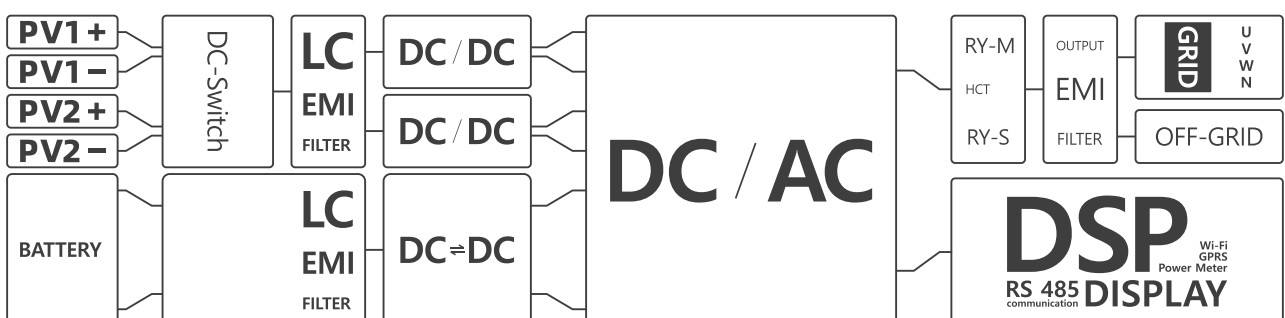 PV1+
PV1−
PV2+
PV2−
BATTERY
DC-Switch
LC
EMI
FILTER
LC
EMI
FILTER
DC / DC
DC / DC
DC⇌DC
DC / AC
RY-M
HCT
RY-S
OUTPUT
EMI
FILTER
GRID
U
V
W
N
OFF-GRID
DSP
Wi-Fi
GPRS
Power Meter
RS 485
communication
DISPLAY